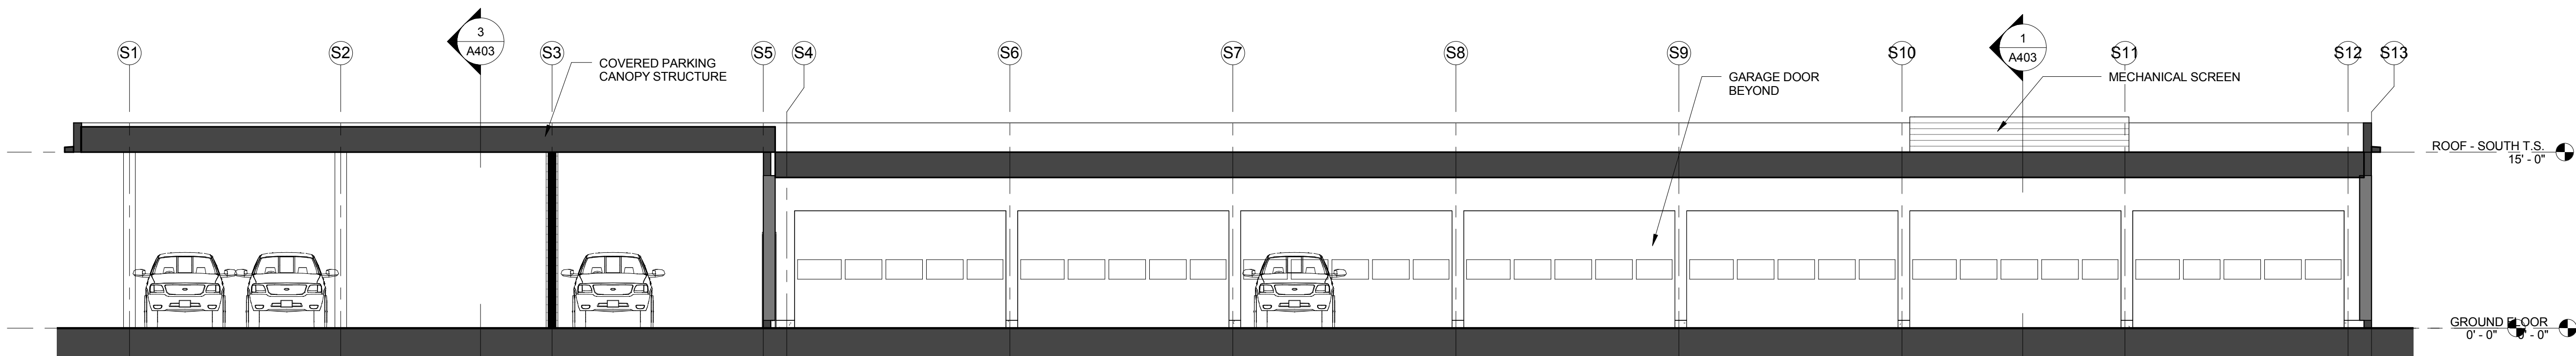 S1
S2
3
A403
S3
S5
S4
S6
S7
S8
S9
S10
1
A403
S11
S12
S13
COVERED PARKING
CANOPY STRUCTURE
GARAGE DOOR
BEYOND
MECHANICAL SCREEN
ROOF - SOUTH T.S.
15' - 0"
GROUND FLOOR
0' - 0"
' - 0"